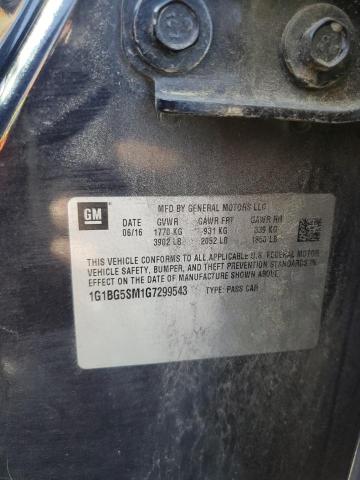 GM
MFD BY GENERAL MOTORS LLC
DATE GVWR GAWR FRT GAWR RR
06/16 1770 KG 931 KG 839 KG
3902 LB 2052 LB 1850 LB
THIS VEHICLE CONFORMS TO ALL APPLICABLE U.S. FEDERAL MOTOR
VEHICLE SAFETY, BUMPER, AND THEFT PREVENTION STANDARDS IN
EFFECT ON THE DATE OF MANUFACTURE SHOWN ABOVE.
1G1BG5SM1G7299543 TYPE: PASS CAR